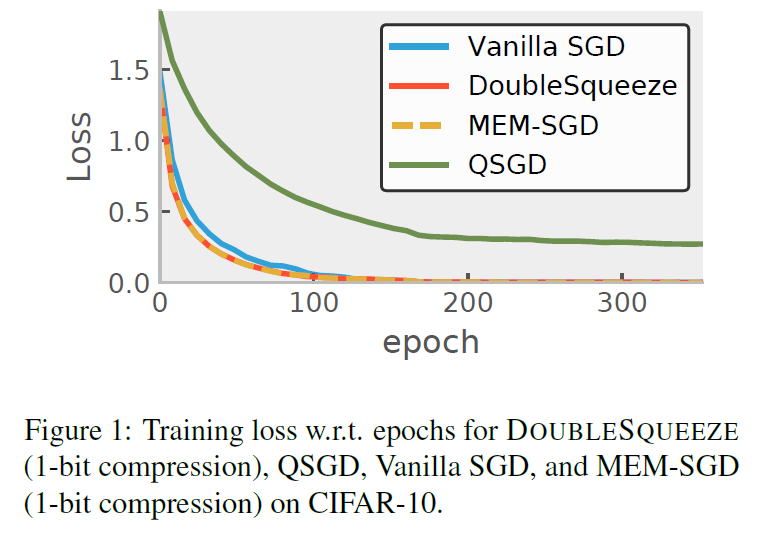 Loss
1.5
1.0
0.5
0.0
0
100
200
300
epoch
Vanilla SGD
DoubleSqueeze
MEM-SGD
QSGD
Figure 1: Training loss w.r.t. epochs for DOUBLESQUEEZE
(1-bit compression), QSGD, Vanilla SGD, and MEM-SGD
(1-bit compression) on CIFAR-10.